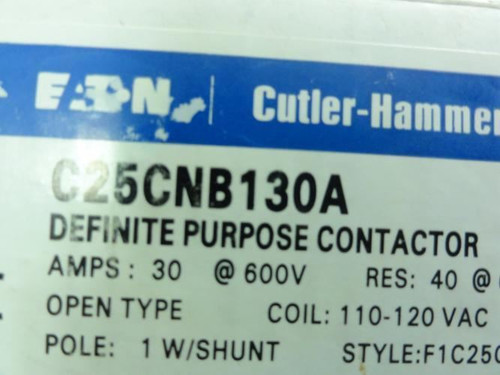 EATON | Cutler-Hammer
C25CNB130A
DEFINITE PURPOSE CONTACTOR
AMPS: 30 @ 600V RES: 40 @
OPEN TYPE COIL: 110-120 VAC
POLE: 1 W/SHUNT STYLE:F1C25C